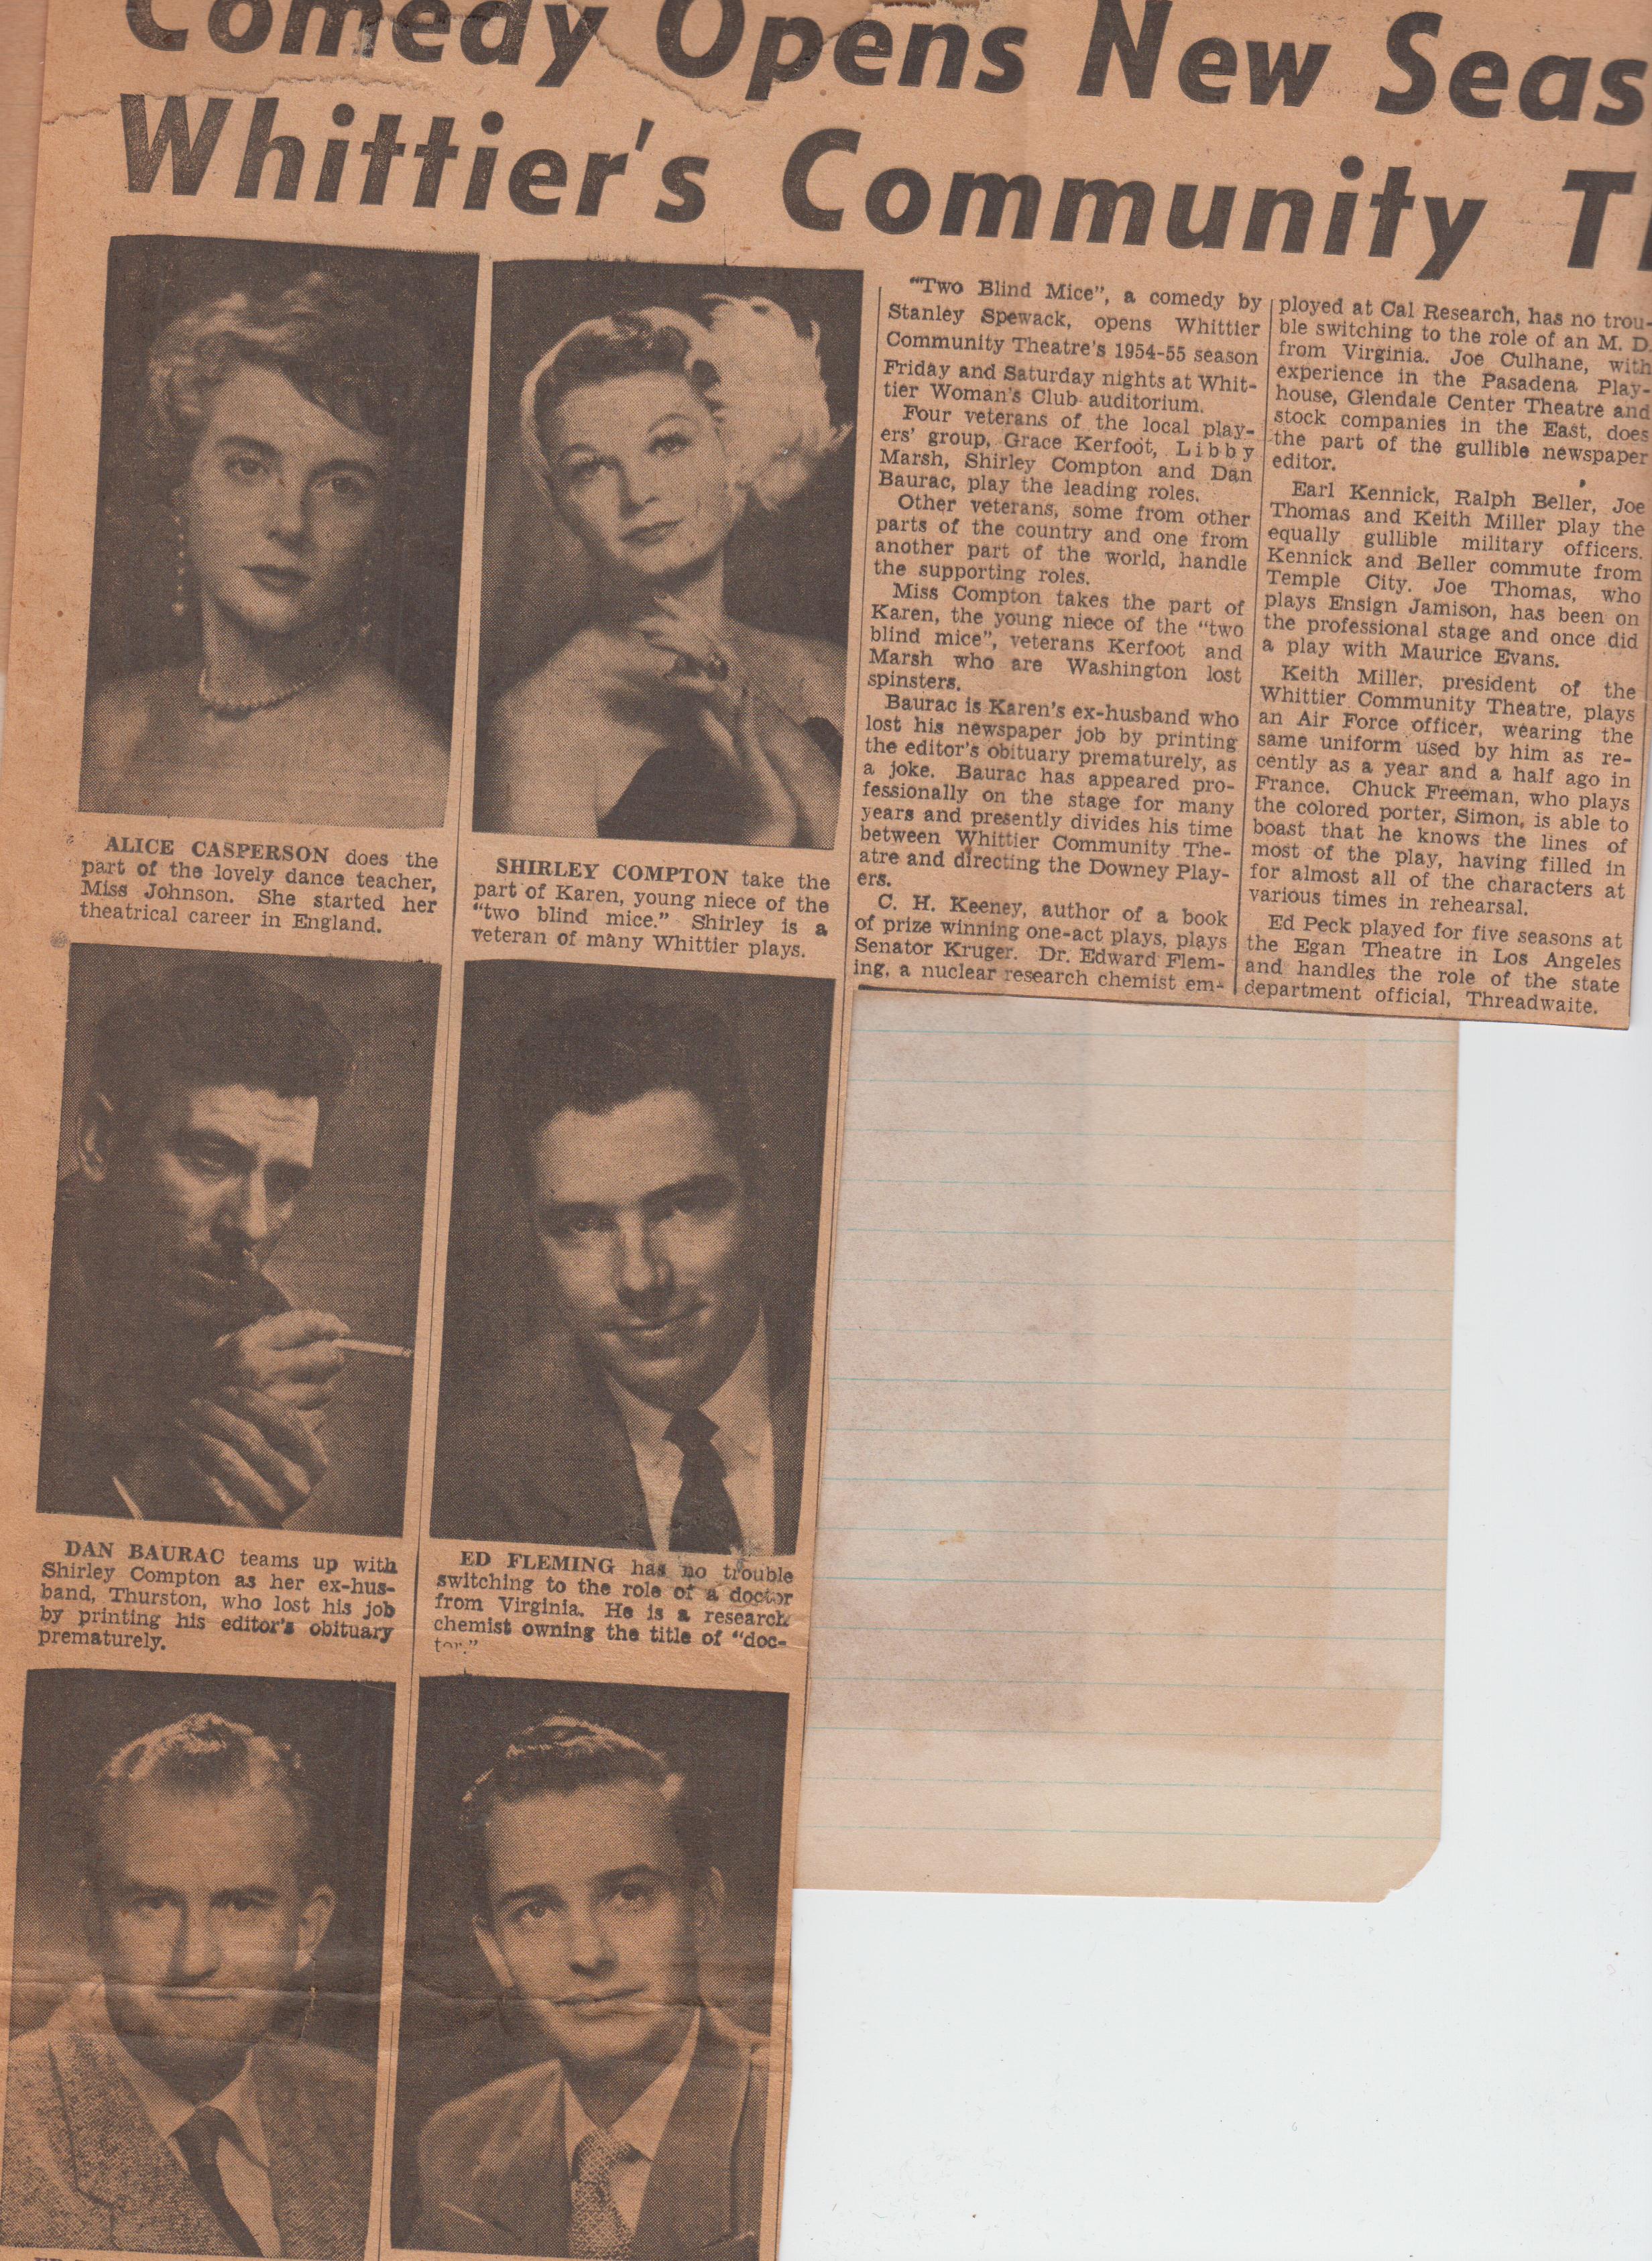 Comedy Opens New Seas
Whittier's Community T
"Two Blind Mice", a comedy by
Stanley Spewack, opens Whittier
Community Theatre's 1954-55 season
Friday and Saturday nights at Whit-
tier Woman's Club auditorium.
Four veterans of the local play-
ers' group, Grace Kerfoot, Libby
Marsh, Shirley Compton and Dan
Baurac, play the leading roles.
Other veterans, some from other
parts of the country and one from
another part of the world, handle
the supporting roles.
Miss Compton takes the part of
Karen, the young niece of the "two
blind mice", veterans Kerfoot and
Marsh who are Washington lost
spinsters.
Baurac is Karen's ex-husband who
lost his newspaper job by printing
the editor's obituary prematurely, as
a joke. Baurac has appeared pro-
fessionally on the stage for many
years and presently divides his time
between Whittier Community The-
atre and directing the Downey Play-
ers.
C. H. Keeney, author of a book
of prize winning one-act plays, plays
Senator Kruger. Dr. Edward Flem-
ing, a nuclear research chemist em-
ployed at Cal Research, has no trou-
ble switching to the role of an M. D.
from Virginia. Joe Culhane, with
experience in the Pasadena Play-
house, Glendale Center Theatre and
stock companies in the East, does
the part of the gullible newspaper
editor.
Earl Kennick, Ralph Beller, Joe
Thomas and Keith Miller play the
equally gullible military officers.
Kennick and Beller commute from
Temple City. Joe Thomas, who
plays Ensign Jamison, has been on
the professional stage and once did
a play with Maurice Evans.
Keith Miller, president of the
Whittier Community Theatre, plays
an Air Force officer, wearing the
same uniform used by him as re-
cently as a year and a half ago in
France. Chuck Freeman, who plays
the colored porter, Simon, is able to
boast that he knows the lines of
most of the play, having filled in
for almost all of the characters at
various times in rehearsal.
Ed Peck played for five seasons at
the Egan Theatre in Los Angeles
and handles the role of the state
department official, Threadwaite.
ALICE CASPERSON does the
part of the lovely dance teacher,
Miss Johnson. She started her
theatrical career in England.
SHIRLEY COMPTON take the
part of Karen, young niece of the
"two blind mice." Shirley is a
veteran of many Whittier plays.
DAN BAURAC teams up with
Shirley Compton as her ex-hus-
band, Thurston, who lost his job
by printing his editor's obituary
prematurely.
ED FLEMING has no trouble
switching to the role of a doctor
from Virginia. He is a research
chemist owning the title of "doc-
tor."